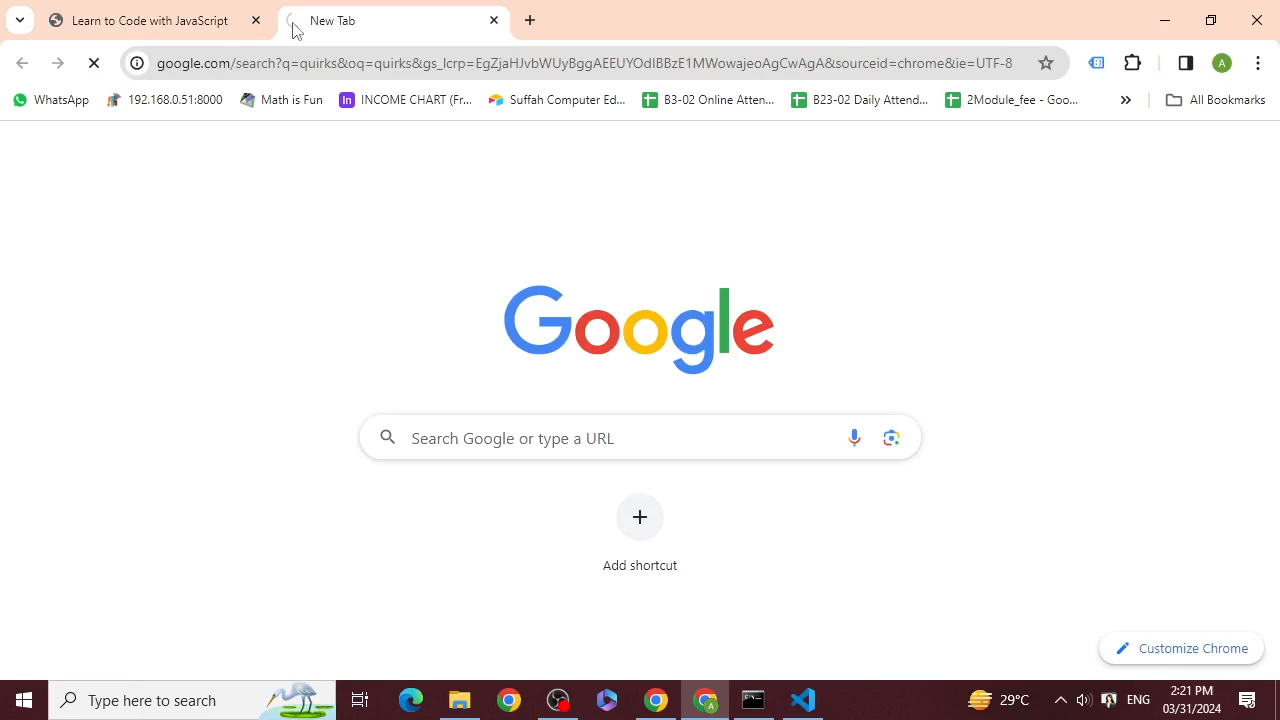 Learn to Code with JavaScript
New Tab
google.com/search?q=quirks&oq=quirks&gs_lcrp=EgZjaHJvbWUyBggAEEUYOdIBBzE1MWowajeoAgCwAgA&sourceid=chrome&ie=UTF-8
A
WhatsApp
192.168.0.51:8000
Math is Fun
In
INCOME CHART (Fr...
Suffah Computer Ed...
B3-02 Online Atten...
B23-02 Daily Attend...
2Module_fee - Goo...
All Bookmarks
Google
Search Google or type a URL
Add shortcut
Customize Chrome
Type here to search
29°C
ENG
2:21 PM
03/31/2024